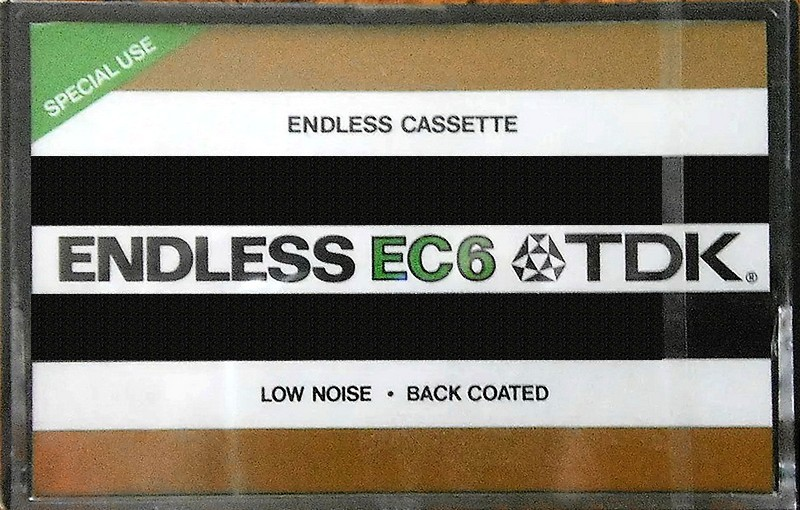 SPECIAL USE
ENDLESS CASSETTE
ENDLESS EC6 TDK®
LOW NOISE • BACK COATED